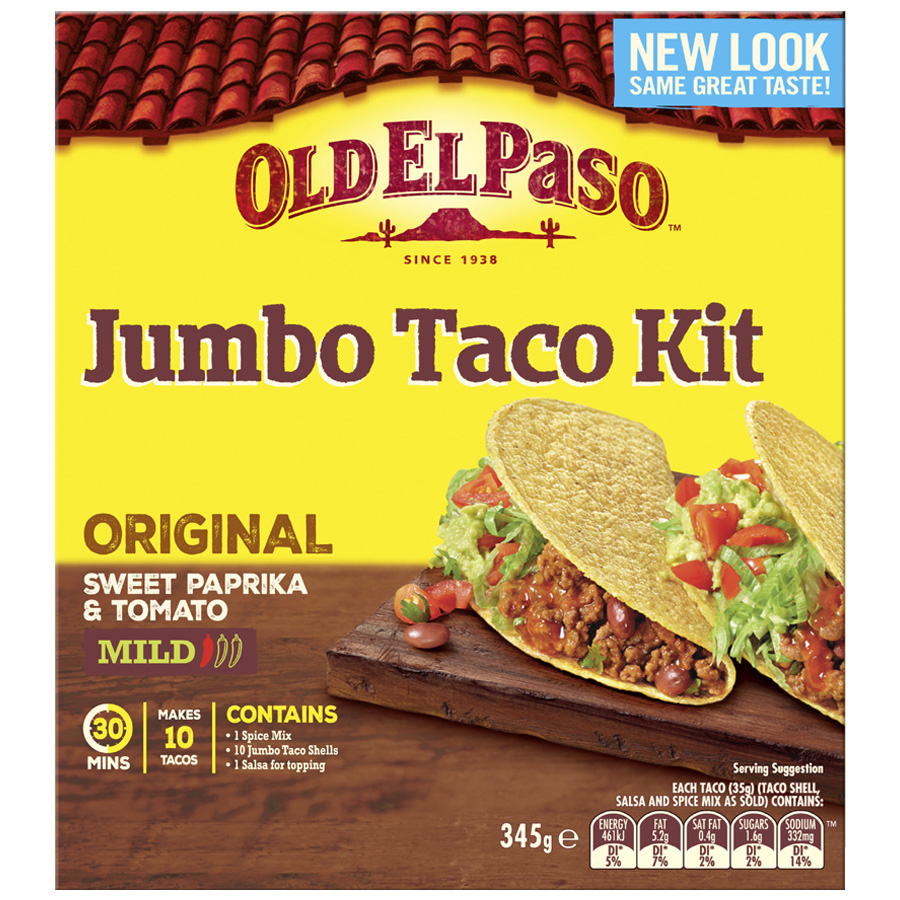 NEW LOOK
SAME GREAT TASTE!
OLD EL PASO™
SINCE 1938
Jumbo Taco Kit
ORIGINAL
SWEET PAPRIKA
& TOMATO
MILD
30
MINS
MAKES
10
TACOS
CONTAINS
• 1 Spice Mix
• 10 Jumbo Taco Shells
• 1 Salsa for topping
Serving Suggestion
EACH TACO (35g) (TACO SHELL,
SALSA AND SPICE MIX AS SOLD) CONTAINS:
345g ℮
ENERGY
461kJ
DI*
5%
FAT
5.2g
DI*
7%
SAT FAT
0.4g
DI*
2%
SUGARS
1.6g
DI*
2%
SODIUM
332mg
DI*
14%
™